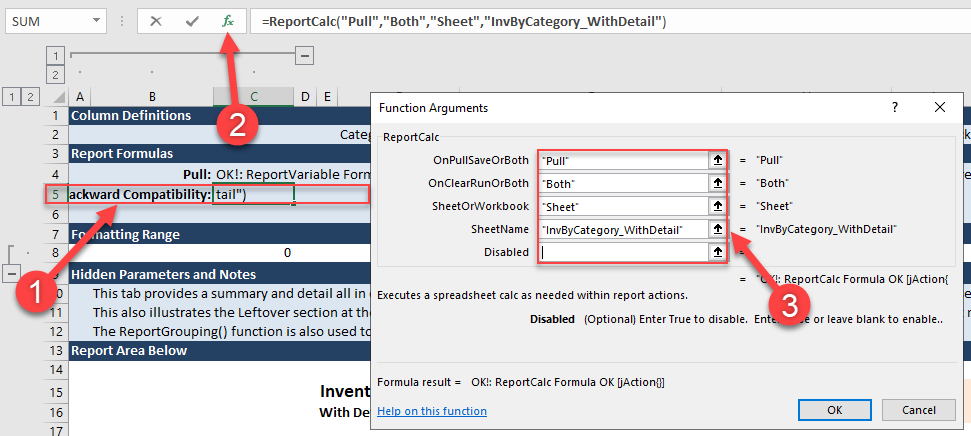 SUM fx =ReportCalc("Pull","Both","Sheet","InvByCategory_WithDetail")
1
2
2
1 2 A B C D E
1 Column Definitions
2 Categ
3 Report Formulas
4 Pull: OK!: ReportVariable Form
5 ackward Compatibility: tail")
6
7 Formatting Range
8 0
Hidden Parameters and Notes
10 This tab provides a summary and detail all in
11 This also illustrates the Leftover section at the
12 The ReportGrouping() function is also used to
13 Report Area Below
14
15 Invent
16 With De
1
Function Arguments ?
ReportCalc
OnPullSaveOrBoth "Pull" = "Pull"
OnClearRunOrBoth "Both" = "Both"
SheetOrWorkbook "Sheet" = "Sheet"
SheetName "InvByCategory_WithDetail" = "InvByCategory_WithDetail"
Disabled =
= "OK!: ReportCalc Formula OK [jAction{
3
Executes a spreadsheet calc as needed within report actions.
Disabled (Optional) Enter True to disable. Ente or leave blank to enable..
Formula result = OK!: ReportCalc Formula OK [jAction{}]
Help on this function OK Cancel